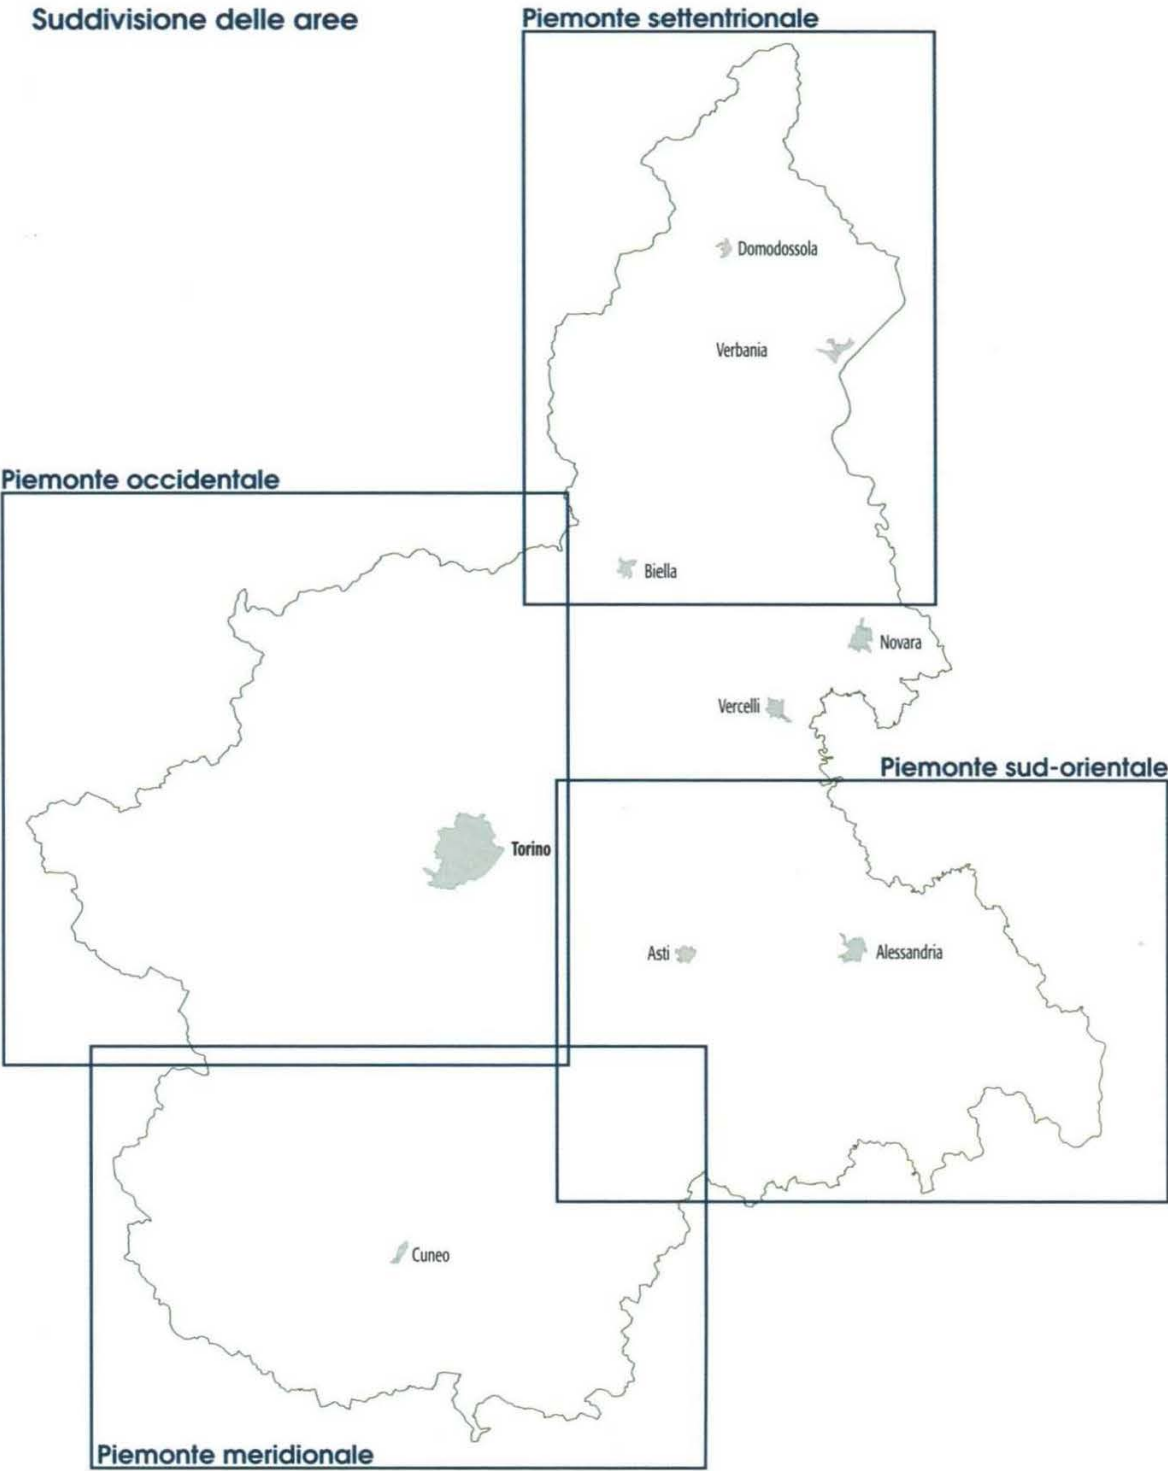 Suddivisione delle aree
Piemonte settentrionale
Domodossola
Verbania
Piemonte occidentale
Biella
Novara
Vercelli
Piemonte sud-orientale
Torino
Asti
Alessandria
Cuneo
Piemonte meridionale